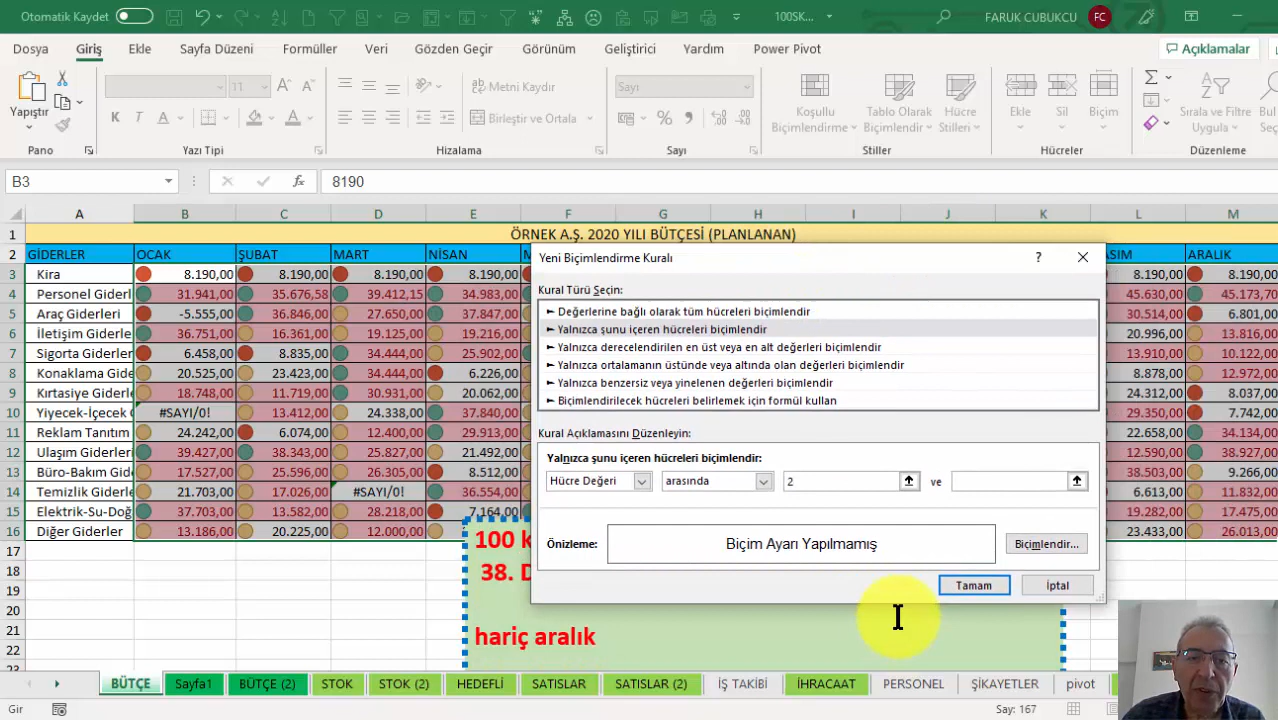 Otomatik Kaydet
100SK...
FARUK CUBUKCU
FC
Dosya Giriş Ekle Sayfa Düzeni Formüller Veri Gözden Geçir Görünüm Geliştirici Yardım Power Pivot Açıklamalar
Yapıştır
11
Metni Kaydır
Birleştir ve Ortala
Sayı
Koşullu Biçimlendirme
Tablo Olarak Biçimlendir
Hücre Stilleri
Ekle
Sil
Biçim
Sırala ve Filtre Uygula
Pano Yazı Tipi Hizalama Sayı Stiller Hücreler Düzenleme
B3 fx 8190
A B C D E F G H I J K L M
1 ÖRNEK A.Ş. 2020 YILI BÜTÇESİ (PLANLANAN)
2 GİDERLER OCAK ŞUBAT MART NİSAN ASIM ARALIK
3 Kira 8.190,00 8.190,00 8.190,00 8.190,00 8.190,00 8.190,00
4 Personel Giderl 31.941,00 35.676,58 39.412,15 34.983,00 45.630,00 45.173,70
5 Araç Giderleri -5.555,00 36.846,00 27.650,00 37.847,00 30.514,00 6.801,00
6 İletişim Giderle 36.751,00 16.361,00 19.130,00 19.216,00 20.996,00 13.816,00
7 Sigorta Giderler 6.458,00 8.835,00 34.444,00 25.902,00 13.910,00 10.122,00
8 Konaklama Gider 20.525,00 23.423,00 34.444,00 6.226,00 8.878,00 12.972,00
9 Kırtasiye Giderl 18.748,00 11.719,00 30.931,00 20.062,00 24.312,00 8.037,00
10 Yiyecek-İçecek #SAYI/0! 13.412,00 24.338,00 37.840,00 29.350,00 7.742,00
11 Reklam Tanıtım 24.242,00 6.074,00 12.400,00 29.913,00 22.658,00 34.134,00
12 Ulaşım Giderleri 39.427,00 38.343,00 25.827,00 21.492,00 12.590,00 38.927,00
13 Büro-Bakım Gide 17.527,00 25.596,00 26.305,00 8.512,00 38.503,00 9.266,00
14 Temizlik Giderle 21.703,00 17.026,00 #SAYI/0! 36.554,00 6.613,00 11.832,00
15 Elektrik-Su-Doğ 37.703,00 13.582,00 28.218,00 7.164,00 19.282,00 17.475,00
16 Diğer Giderler 13.186,00 20.225,00 12.000,00 23.433,00 26.013,00
17
18
19
20
21
22
23
Yeni Biçimlendirme Kuralı ?
Kural Türü Seçin:
Değerlerine bağlı olarak tüm hücreleri biçimlendir
Yalnızca şunu içeren hücreleri biçimlendir
Yalnızca derecelendirilen en üst veya en alt değerleri biçimlendir
Yalnızca ortalamanın üstünde veya altında olan değerleri biçimlendir
Yalnızca benzersiz veya yinelenen değerleri biçimlendir
Biçimlendirilecek hücreleri belirlemek için formül kullan
Kural Açıklamasını Düzenleyin:
Yalnızca şunu içeren hücreleri biçimlendir:
Hücre Değeri arasında 2 ve
Önizleme: Biçim Ayarı Yapılmamış Biçimlendir...
Tamam İptal
100
38.
hariç aralık
BÜTÇE Sayfa1 BÜTÇE (2) STOK STOK (2) HEDEFLİ SATISLAR SATISLAR (2) İŞ TAKİBİ İHRACAAT PERSONEL ŞİKAYETLER pivot
Gir Say: 167